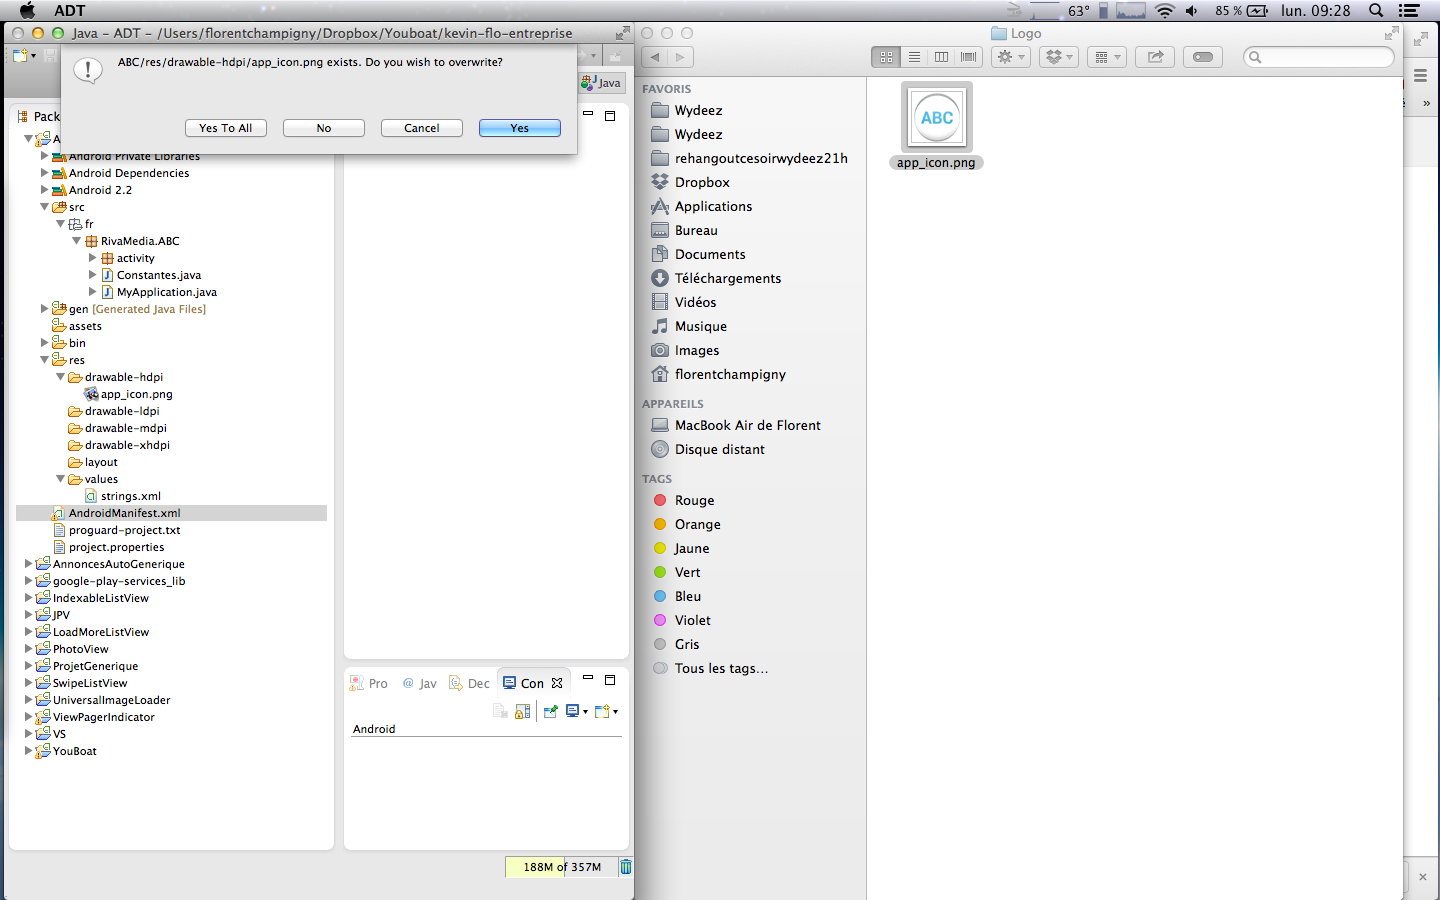 ADT
63°
85 %
lun. 09:28
Java – ADT – /Users/florentchampigny/Dropbox/Youboat/kevin-flo-entreprise
ABC/res/drawable-hdpi/app_icon.png exists. Do you wish to overwrite?
Yes To All
No
Cancel
Yes
Java
Pack
A
Android Private Libraries
Android Dependencies
Android 2.2
src
fr
RivaMedia.ABC
activity
Constantes.java
MyApplication.java
gen [Generated Java Files]
assets
bin
res
drawable-hdpi
app_icon.png
drawable-ldpi
drawable-mdpi
drawable-xhdpi
layout
values
strings.xml
AndroidManifest.xml
proguard-project.txt
project.properties
AnnoncesAutoGenerique
google-play-services_lib
IndexableListView
JPV
LoadMoreListView
PhotoView
ProjetGenerique
SwipeListView
UniversalImageLoader
ViewPagerIndicator
VS
YouBoat
Pro
@ Jav
Dec
Con
Android
188M of 357M
Logo
FAVORIS
Wydeez
Wydeez
rehangoutcesoirwydeez21h
Dropbox
Applications
Bureau
Documents
Téléchargements
Vidéos
Musique
Images
florentchampigny
APPAREILS
MacBook Air de Florent
Disque distant
TAGS
Rouge
Orange
Jaune
Vert
Bleu
Violet
Gris
Tous les tags...
ABC
app_icon.png
»